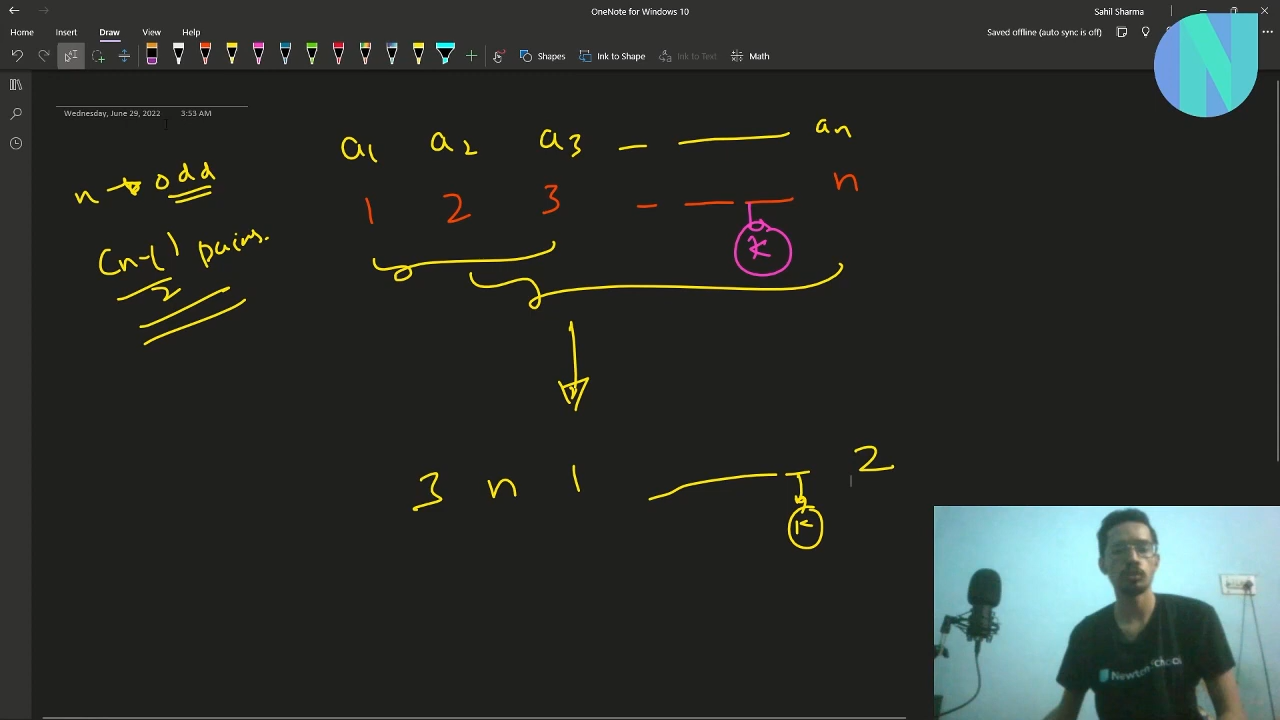 OneNote for Windows 10
Sahil Sharma
Home Insert Draw View Help
Saved offline (auto sync is off)
Shapes Ink to Shape Ink to Text Math
Wednesday, June 29, 2022 3:53 AM
a1 a2 a3 - — an
1 2 3 - — — n
K
n → odd
(n-1) pairs.
2
3 n 1 — 2
K
Newton School